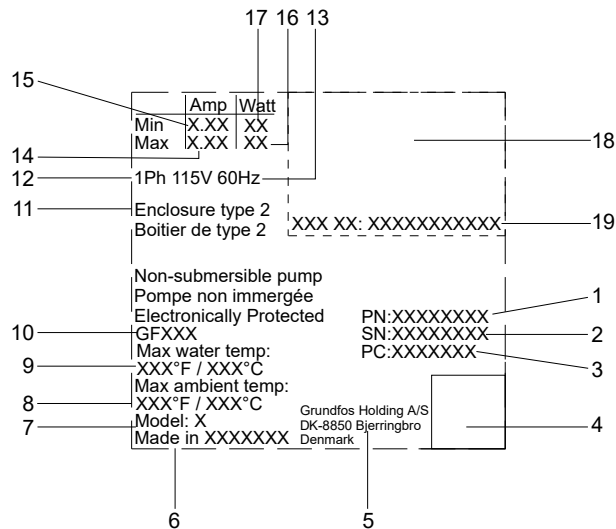 17 16 13
15
Amp Watt
Min X.XX XX
Max X.XX XX
18
14
12 1Ph 115V 60Hz
11 Enclosure type 2
Boitier de type 2
XXX XX: XXXXXXXXXXX 19
Non-submersible pump
Pompe non immergée
Electronically Protected
PN:XXXXXXXX 1
10 GFXXX
SN:XXXXXXXX 2
Max water temp:
PC:XXXXXXX 3
9 XXX°F / XXX°C
Max ambient temp:
8 XXX°F / XXX°C
7 Model: X
Made in XXXXXXX
Grundfos Holding A/S
DK-8850 Bjerringbro
Denmark
4
6 5